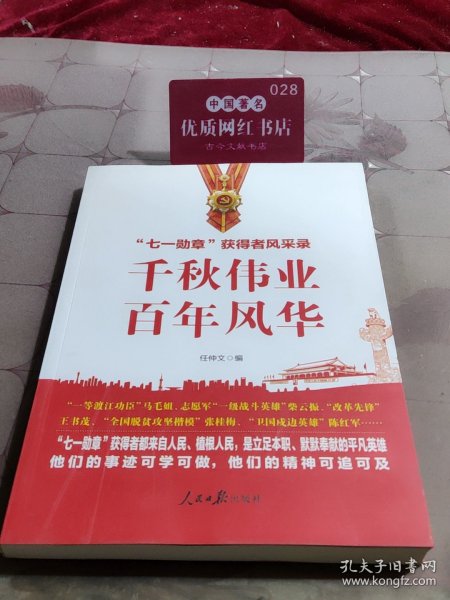 028
中国著名
优质网红书店
古今文献书店
“七一勋章”获得者风采录
千秋伟业
百年风华
任仲文◇编
“一等渡江功臣”马毛姐、志愿军“一级战斗英雄”柴云振、“改革先锋”
王书茂、“全国脱贫攻坚楷模”张桂梅、“卫国戍边英雄”陈红军……
“七一勋章”获得者都来自人民、植根人民，是立足本职、默默奉献的平凡英雄
他们的事迹可学可做，他们的精神可追可及
人民日报出版社
孔夫子旧书网
www.kongfz.com